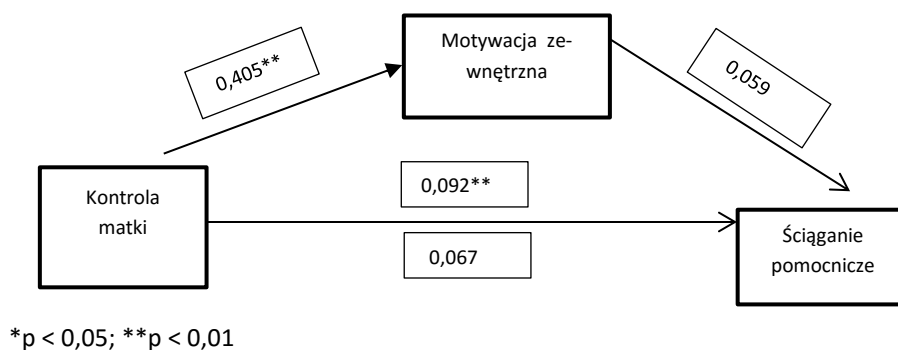 Motywacja ze-
wnętrzna
0,405**
0,059
Kontrola
matki
0,092**
0,067
Ściąganie
pomocnicze
*p < 0,05; **p < 0,01